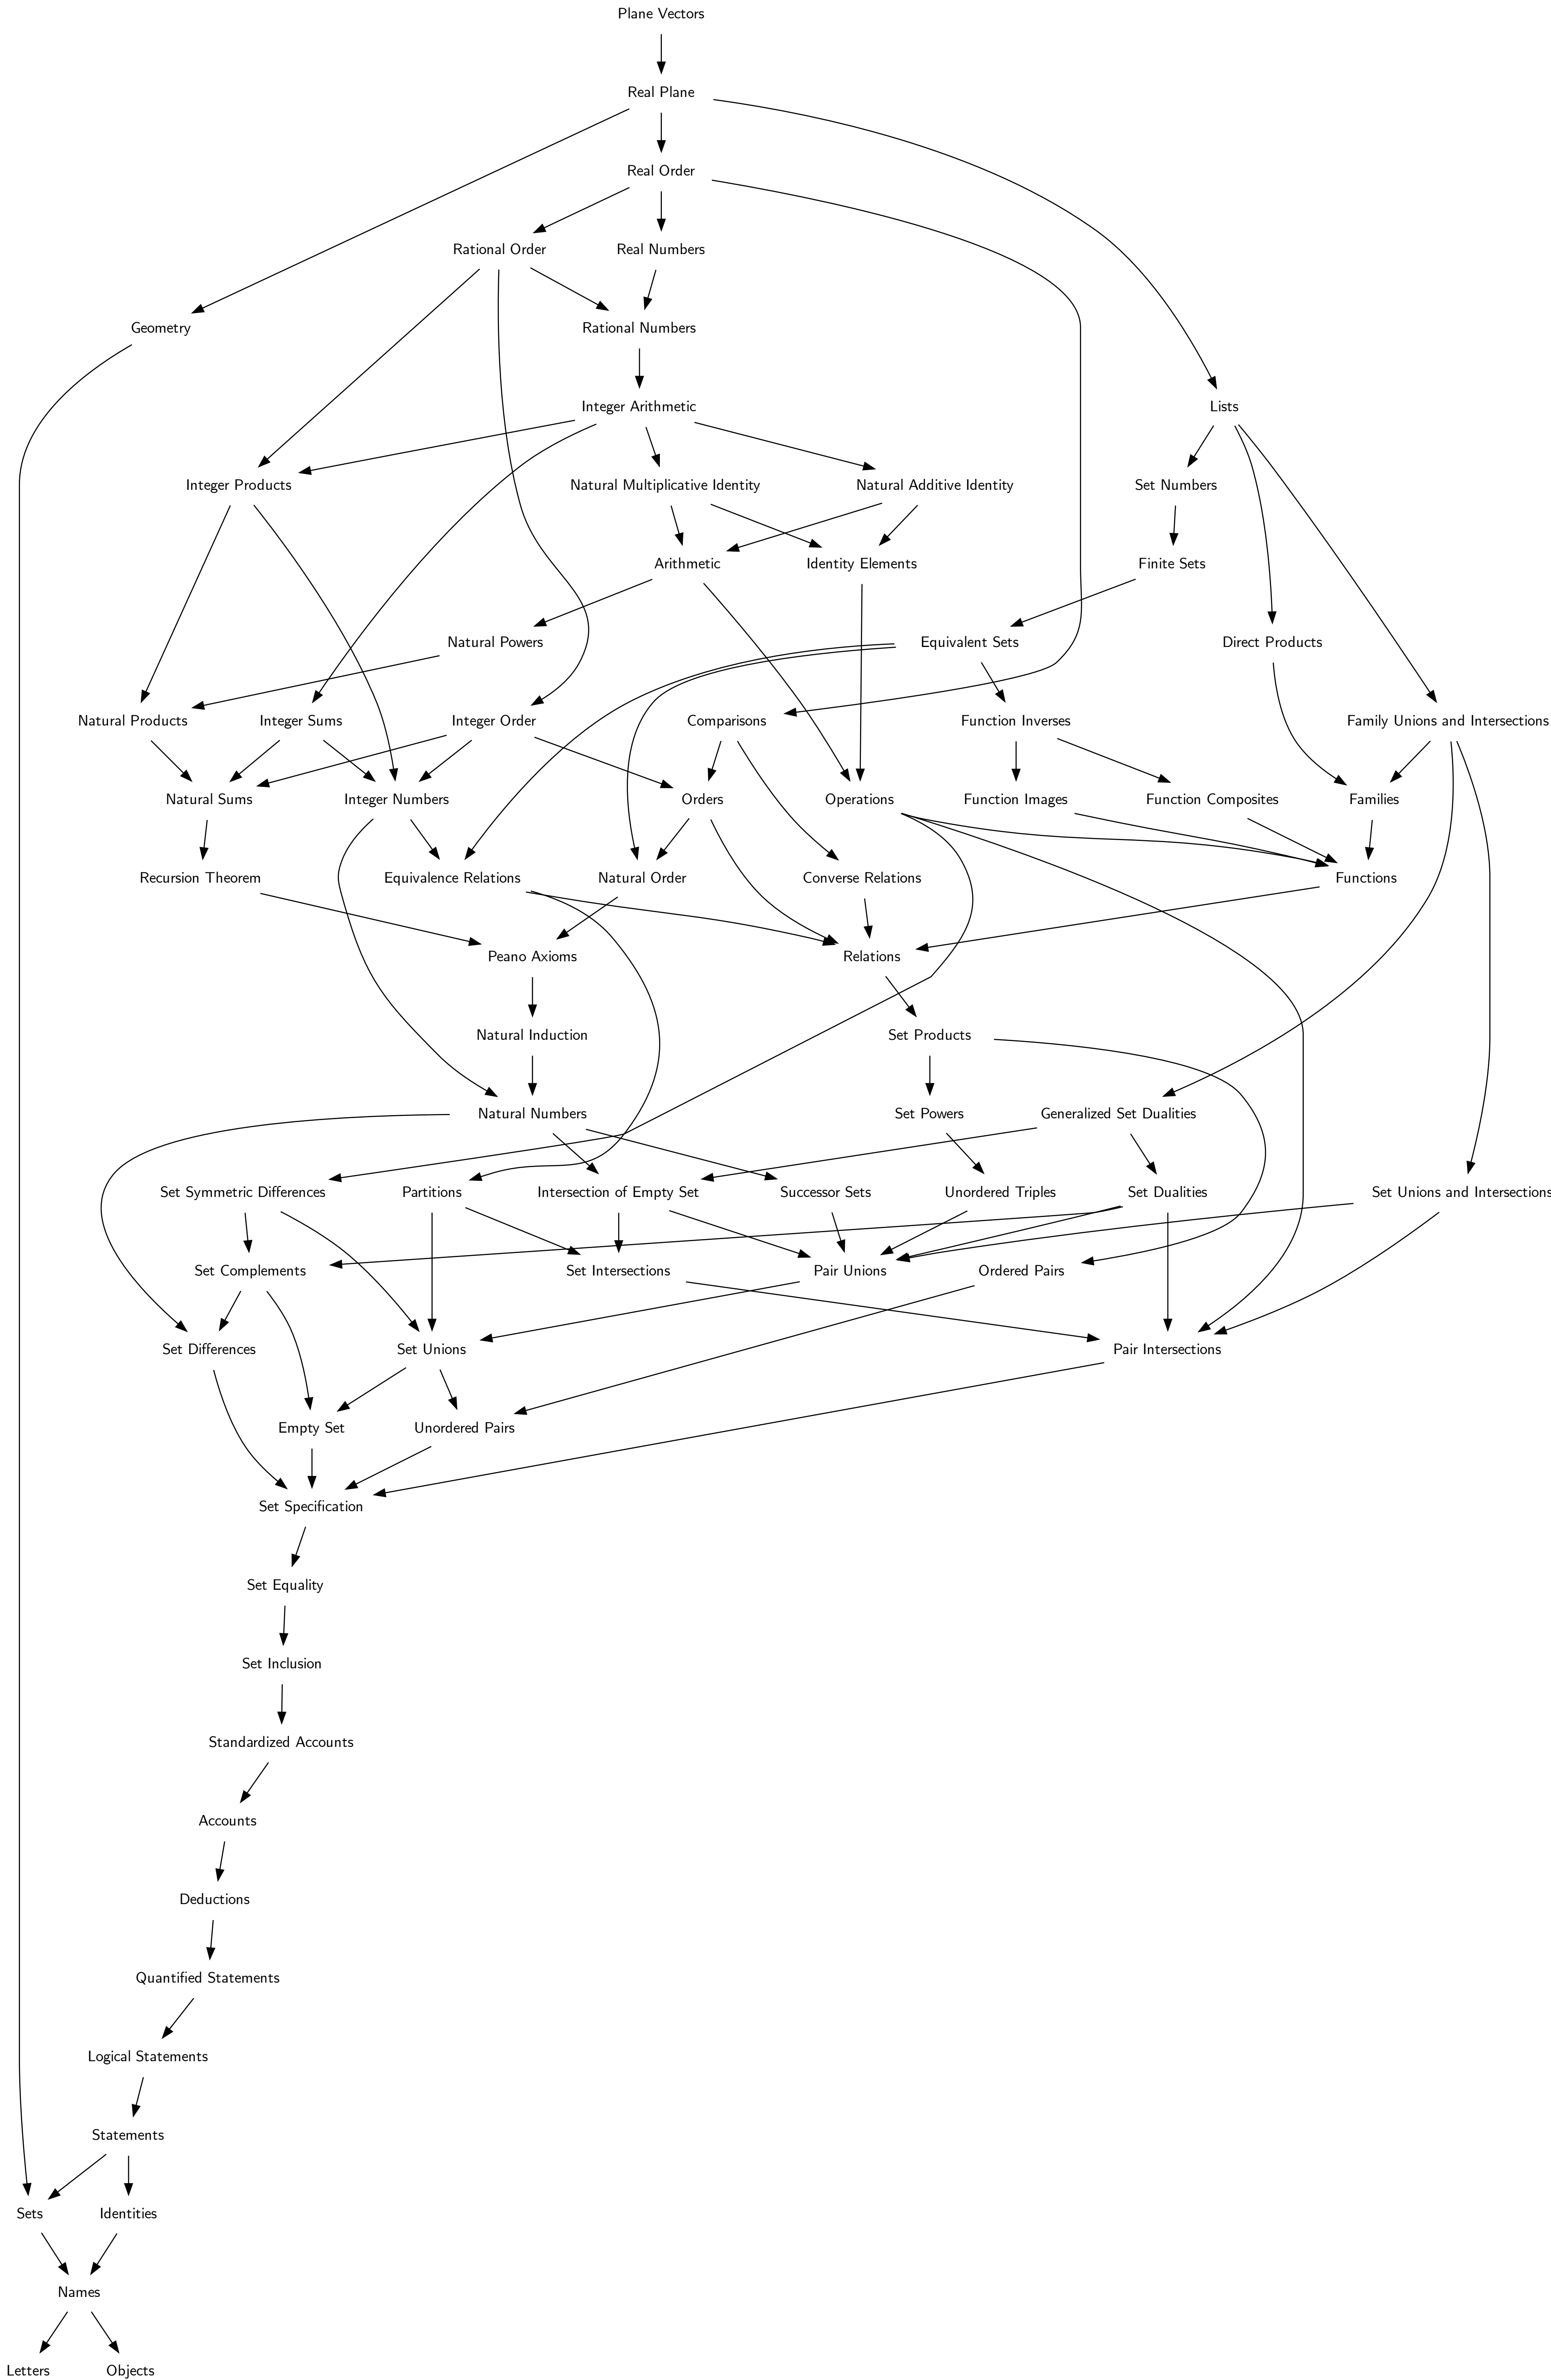 Plane Vectors
Real Plane
Real Order
Rational Order
Real Numbers
Geometry
Rational Numbers
Integer Arithmetic
Lists
Integer Products
Natural Multiplicative Identity
Natural Additive Identity
Set Numbers
Arithmetic
Identity Elements
Finite Sets
Natural Powers
Equivalent Sets
Direct Products
Natural Products
Integer Sums
Integer Order
Comparisons
Function Inverses
Family Unions and Intersections
Natural Sums
Integer Numbers
Orders
Operations
Function Images
Function Composites
Families
Recursion Theorem
Equivalence Relations
Natural Order
Converse Relations
Functions
Peano Axioms
Relations
Natural Induction
Set Products
Natural Numbers
Set Powers
Generalized Set Dualities
Set Symmetric Differences
Partitions
Intersection of Empty Set
Successor Sets
Unordered Triples
Set Dualities
Set Unions and Intersections
Set Complements
Set Intersections
Pair Unions
Ordered Pairs
Set Differences
Set Unions
Pair Intersections
Empty Set
Unordered Pairs
Set Specification
Set Equality
Set Inclusion
Standardized Accounts
Accounts
Deductions
Quantified Statements
Logical Statements
Statements
Sets
Identities
Names
Letters
Objects